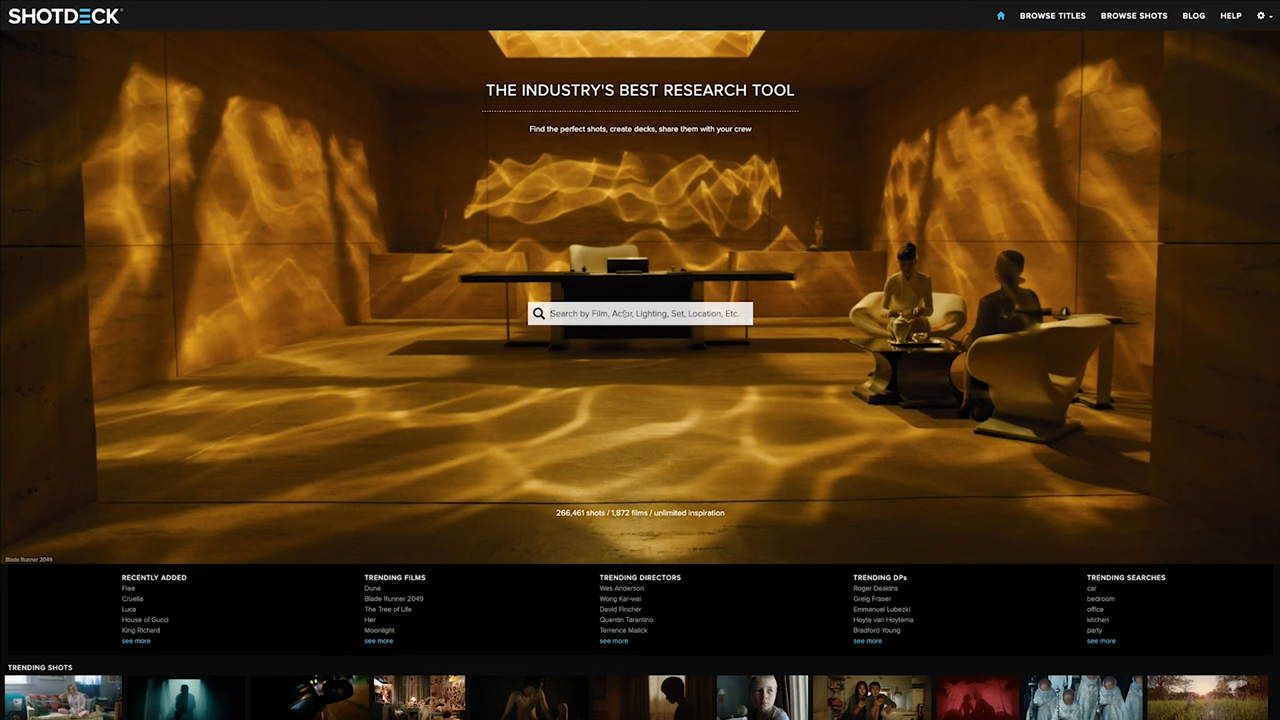 SHOTDECK
BROWSE TITLES BROWSE SHOTS BLOG HELP
THE INDUSTRY'S BEST RESEARCH TOOL
Find the perfect shots, create decks, share them with your crew
Search by Film, Actor, Lighting, Set, Location, Etc.
266,461 shots / 1,872 films / unlimited inspiration
Blade Runner 2049
RECENTLY ADDED
Flee
Cruella
Luca
House of Gucci
King Richard
see more
TRENDING FILMS
Dune
Blade Runner 2049
The Tree of Life
Her
Moonlight
see more
TRENDING DIRECTORS
Wes Anderson
Wong Kar-wai
David Fincher
Quentin Tarantino
Terrence Malick
see more
TRENDING DPs
Roger Deakins
Greig Fraser
Emmanuel Lubezki
Hoyte van Hoytema
Bradford Young
see more
TRENDING SEARCHES
car
bedroom
office
kitchen
party
see more
TRENDING SHOTS